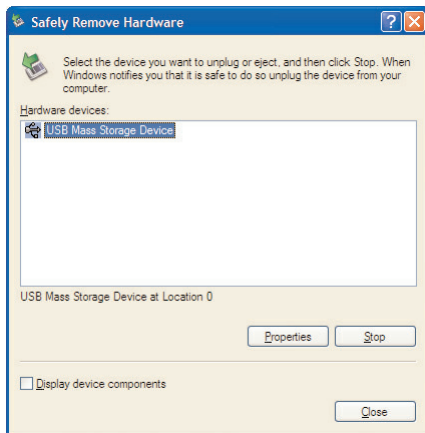 Safely Remove Hardware
Select the device you want to unplug or eject, and then click Stop. When
Windows notifies you that it is safe to do so unplug the device from your
computer.
Hardware devices:
USB Mass Storage Device
USB Mass Storage Device at Location 0
Properties Stop
Display device components
Close